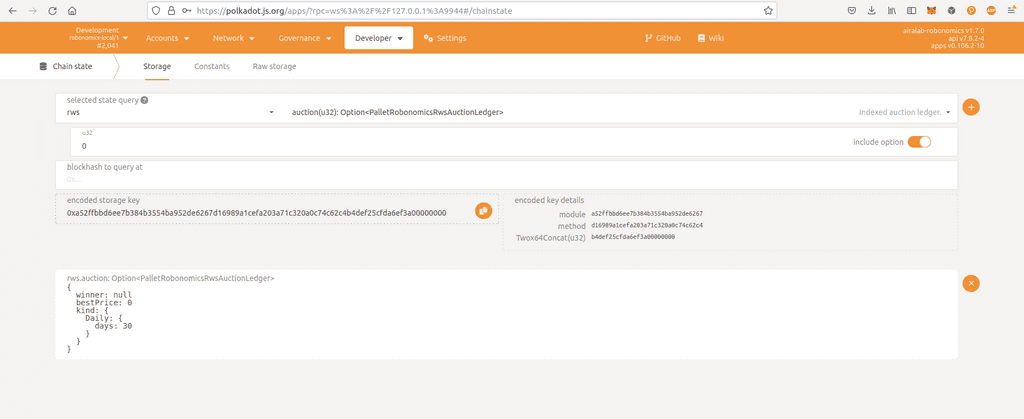 https://polkadot.js.org/apps/?rpc=ws%3A%2F%2F127.0.0.1%3A9944#/chainstate
Development
robonomics-local/1
#2,041
Accounts
Network
Governance
Developer
Settings
GitHub
Wiki
airalab-robonomics v1.7.0
api v7.8.2-4
apps v0.106.2-10
Chain state
Storage
Constants
Raw storage
selected state query
rws
auction(u32): Option<PalletRobonomicsRwsAuctionLedger>
Indexed auction ledger.
u32
0
include option
blockhash to query at
0x...
encoded storage key
0xa52ffbbd6ee7b384b3554ba952de6267d16989a1cefa203a71c320a0c74c62c4b4def25cfda6ef3a00000000
encoded key details
module a52ffbbd6ee7b384b3554ba952de6267
method d16989a1cefa203a71c320a0c74c62c4
Twox64Concat(u32) b4def25cfda6ef3a00000000
rws.auction: Option<PalletRobonomicsRwsAuctionLedger>
{
winner: null
bestPrice: 0
kind: {
Daily: {
days: 30
}
}
}